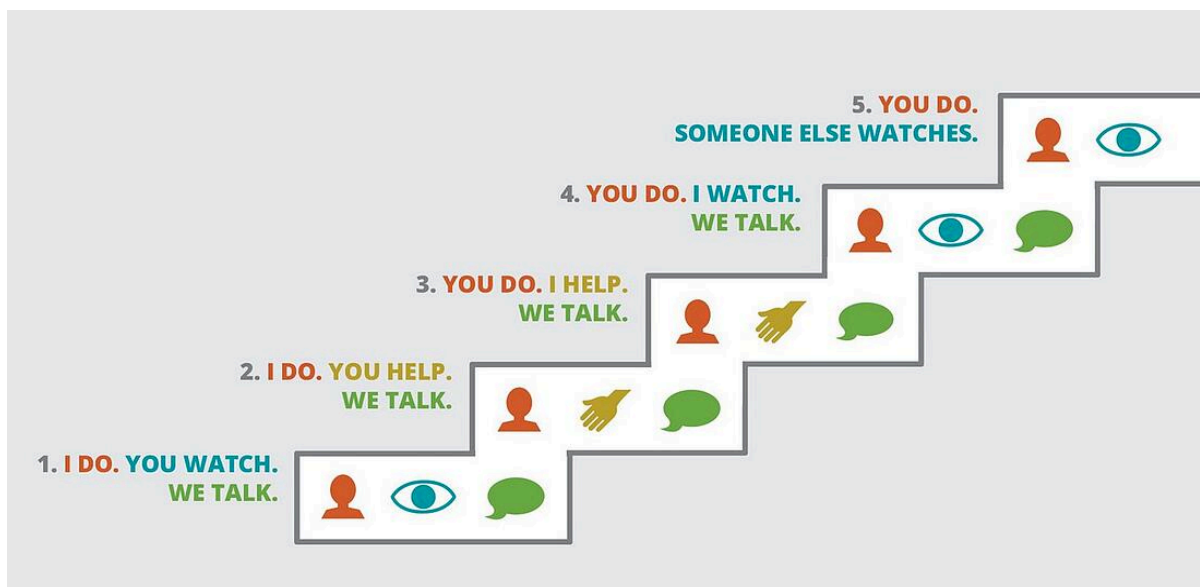 5. YOU DO.
SOMEONE ELSE WATCHES.
4. YOU DO. I WATCH.
WE TALK.
3. YOU DO. I HELP.
WE TALK.
2. I DO. YOU HELP.
WE TALK.
1. I DO. YOU WATCH.
WE TALK.